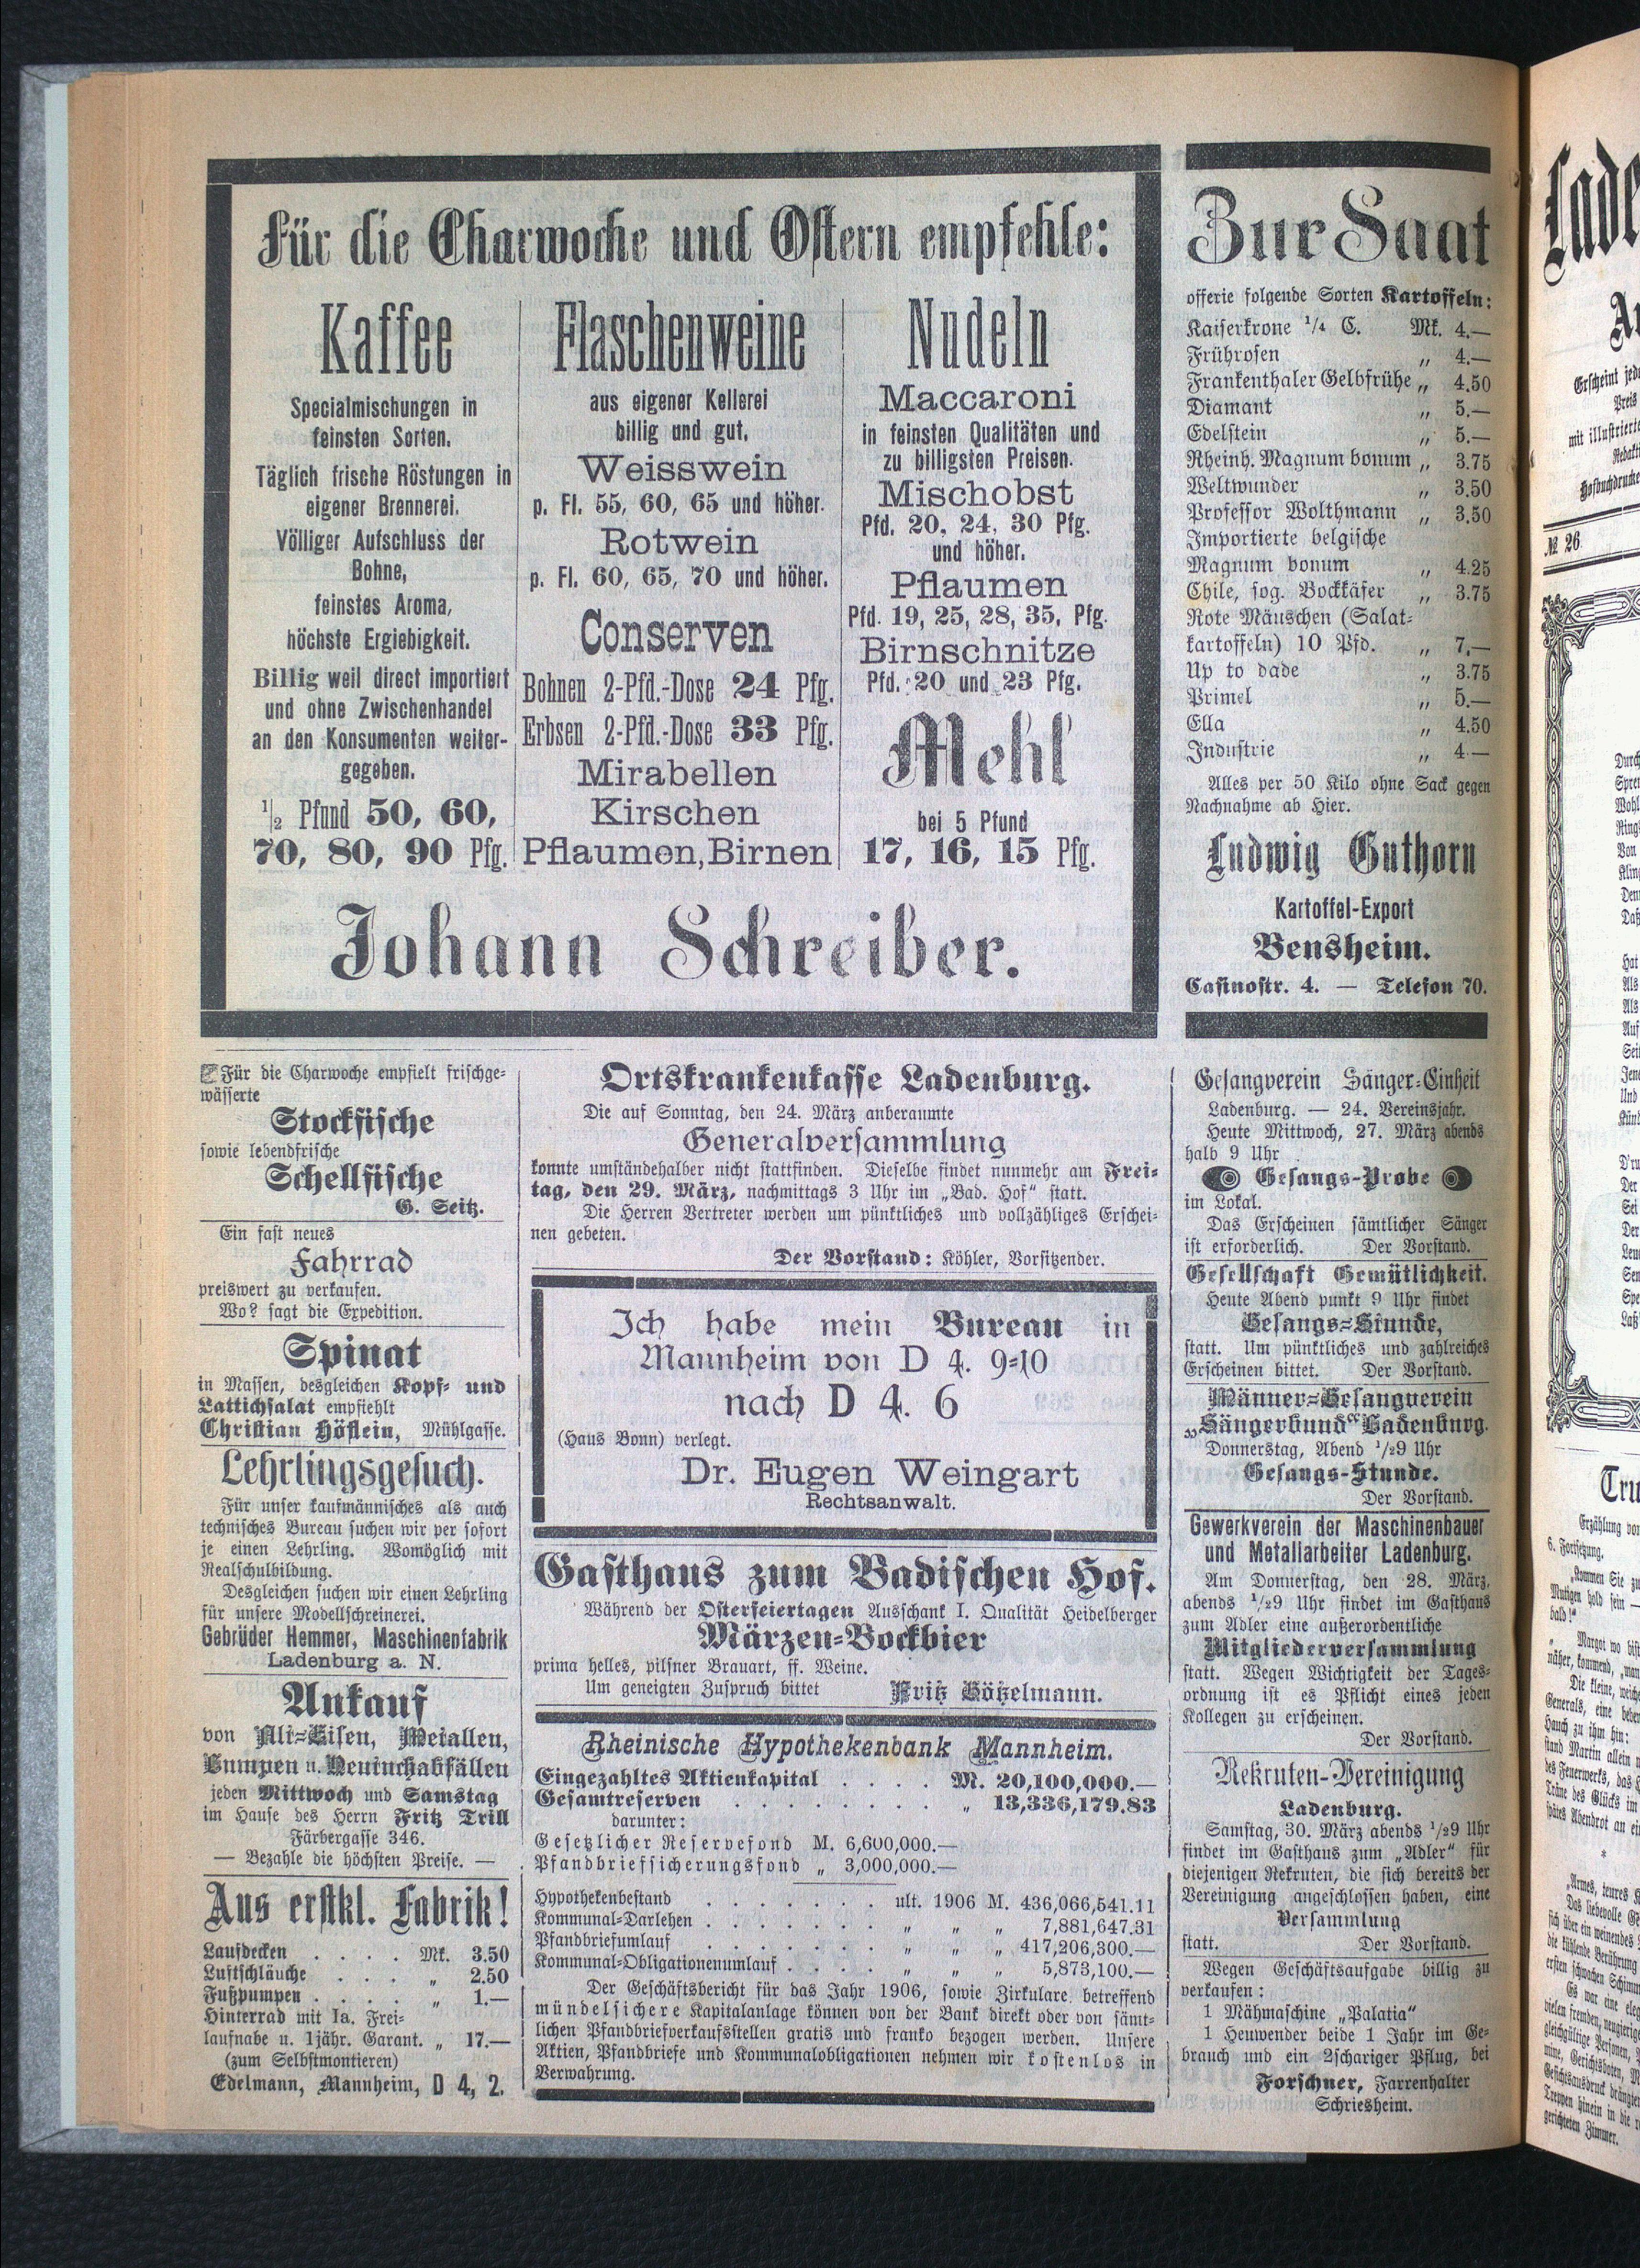 Für die Charwoche und Ostern empfehle:
Kaffee
Specialmischungen in
feinsten Sorten.
Täglich frische Röstungen in
eigener Brennerei.
Völliger Aufschluss der
Bohne,
feinstes Aroma,
höchste Ergiebigkeit.
Billig weil direct importiert
und ohne Zwischenhandel
an den Konsumenten weiter-
gegeben.
1/2 Pfund 50, 60,
70, 80, 90 Pfg.
Flaschenweine
aus eigener Kellerei
billig und gut.
Weisswein
p. Fl. 55, 60, 65 und höher.
Rotwein
p. Fl. 60, 65, 70 und höher.
Conserven
Bohnen 2-Pfd.-Dose 24 Pfg.
Erbsen 2-Pfd.-Dose 33 Pfg.
Mirabellen
Kirschen
Pflaumen, Birnen
Nudeln
Maccaroni
in feinsten Qualitäten und
zu billigsten Preisen.
Mischobst
Pfd. 20, 24, 30 Pfg.
und höher.
Pflaumen
Pfd. 19, 25, 28, 35, Pfg.
Birnschnitze
Pfd. 20 und 23 Pfg.
Mehl
bei 5 Pfund
17, 16, 15 Pfg.
Johann Schreiber.
Zur Saat
offerie folgende Sorten Kartoffeln:
Kaiserkrone 1/4 C. Mk. 4.—
Frührosen „ 4.—
Frankenthaler Gelbfrühe „ 4.50
Diamant „ 5.—
Edelstein „ 5.—
Rheinh. Magnum bonum „ 3.75
Weltwunder „ 3.50
Professor Wolthmann „ 3.50
Importierte belgische
Magnum bonum „ 4.25
Chile, sog. Bockkäfer „ 3.75
Rote Mäuschen (Salat-
kartoffeln) 10 Pfd. „ 7.—
Up to dade „ 3.75
Primel „ 5.—
Ella „ 4.50
Industrie „ 4.—
Alles per 50 Kilo ohne Sack gegen
Nachnahme ab Hier.
Ludwig Guthorn
Kartoffel-Export
Bensheim.
Casinostr. 4. — Telefon 70.
Für die Charwoche empfielt frischge-
wässerte
Stockfische
sowie lebendfrische
Schellfische
G. Seitz.
Ein fast neues
Fahrrad
preiswert zu verkaufen.
Wo? sagt die Expedition.
Spinat
in Massen, desgleichen Kopf- und
Lattichsalat empfiehlt
Christian Höflein, Mühlgasse.
Lehrlingsgesuch.
Für unser kaufmännisches als auch
technisches Bureau suchen wir per sofort
je einen Lehrling. Womöglich mit
Realschulbildung.
Desgleichen suchen wir einen Lehrling
für unsere Modellschreinerei.
Gebrüder Hemmer, Maschinenfabrik
Ladenburg a. N.
Ankauf
von Alt-Eisen, Metallen,
Lumpen u. Neutuchabfällen
jeden Mittwoch und Samstag
im Hause des Herrn Fritz Trill
Färbergasse 346.
— Bezahle die höchsten Preise. —
Aus erstkl. Fabrik!
Laufdecken . . . . Mk. 3.50
Luftschläuche . . . „ 2.50
Fußpumpen . . . . „ 1.—
Hinterrad mit Ia. Frei-
laufnabe u. 1jähr. Garant. „ 17.—
(zum Selbstmontieren)
Edelmann, Mannheim, D 4, 2.
Ortskrankenkasse Ladenburg.
Die auf Sonntag, den 24. März anberaumte
Generalversammlung
konnte umständehalber nicht stattfinden. Dieselbe findet nunmehr am Frei-
tag, den 29. März, nachmittags 3 Uhr im „Bad. Hof“ statt.
Die Herren Vertreter werden um pünktliches und vollzähliges Erschei-
nen gebeten.
Der Vorstand: Köhler, Vorsitzender.
Ich habe mein Bureau in
Mannheim von D 4. 9-10
nach D 4. 6
(Haus Bonn) verlegt.
Dr. Eugen Weingart
Rechtsanwalt.
Gasthaus zum Badischen Hof.
Während der Osterfeiertagen Ausschank I. Qualität Heidelberger
Märzen-Bockbier
prima helles, pilsner Brauart, ff. Weine.
Um geneigten Zuspruch bittet Fritz Hötzelmann.
Rheinische Hypothekenbank Mannheim.
Eingezahltes Aktienkapital . . . . M. 20,100,000.—
Gesamtreserven . . . . . . . . „ 13,336,179.83
darunter:
Gesetzlicher Reservefond M. 6,600,000.—
Pfandbriefsicherungsfond „ 3,000,000.—
Hypothekenbestand . . . . . . . ult. 1906 M. 436,066,541.11
Kommunal-Darlehen . . . . . . . „ „ „ 7,881,647.31
Pfandbriefumlauf . . . . . . . „ „ „ 417,206,300.—
Kommunal-Obligationenumlauf . . . . „ „ „ 5,873,100.—
Der Geschäftsbericht für das Jahr 1906, sowie Zirkulare, betreffend
mündelsichere Kapitalanlage können von der Bank direkt oder von sämt-
lichen Pfandbriefverkaufsstellen gratis und franko bezogen werden. Unsere
Aktien, Pfandbriefe und Kommunalobligationen nehmen wir kostenlos in
Verwahrung.
Gesangverein Sänger-Einheit
Ladenburg. — 24. Vereinsjahr.
Heute Mittwoch, 27. März abends
halb 9 Uhr
Gesangs-Probe
im Lokal.
Das Erscheinen sämtlicher Sänger
ist erforderlich. Der Vorstand.
Gesellschaft Gemütlichkeit.
Heute Abend punkt 9 Uhr findet
Gesangs-Stunde,
statt. Um pünktliches und zahlreiches
Erscheinen bittet. Der Vorstand.
Männer-Gesangverein
„Sängerbund“ Ladenburg.
Donnerstag, Abend 1/29 Uhr
Gesangs-Stunde.
Der Vorstand.
Gewerkverein der Maschinenbauer
und Metallarbeiter Ladenburg.
Am Donnerstag, den 28. März,
abends 1/29 Uhr findet im Gasthaus
zum Adler eine außerordentliche
Mitgliederversammlung
statt. Wegen Wichtigkeit der Tages-
ordnung ist es Pflicht eines jeden
Kollegen zu erscheinen.
Der Vorstand.
Rekruten-Vereinigung
Ladenburg.
Samstag, 30. März abends 1/29 Uhr
findet im Gasthaus zum „Adler“ für
diejenigen Rekruten, die sich bereits der
Vereinigung angeschlossen haben, eine
Versammlung
statt. Der Vorstand.
Wegen Geschäftsaufgabe billig zu
verkaufen:
1 Mähmaschine „Palatia“
1 Heuwender beide 1 Jahr im Ge-
brauch und ein 2schariger Pflug, bei
Forschner, Farrenhalter
Schriesheim.
Lade
Erscheint jed
Preis
mit illustrierte
№ 26
Erzählung von
6. Fortsetzung.